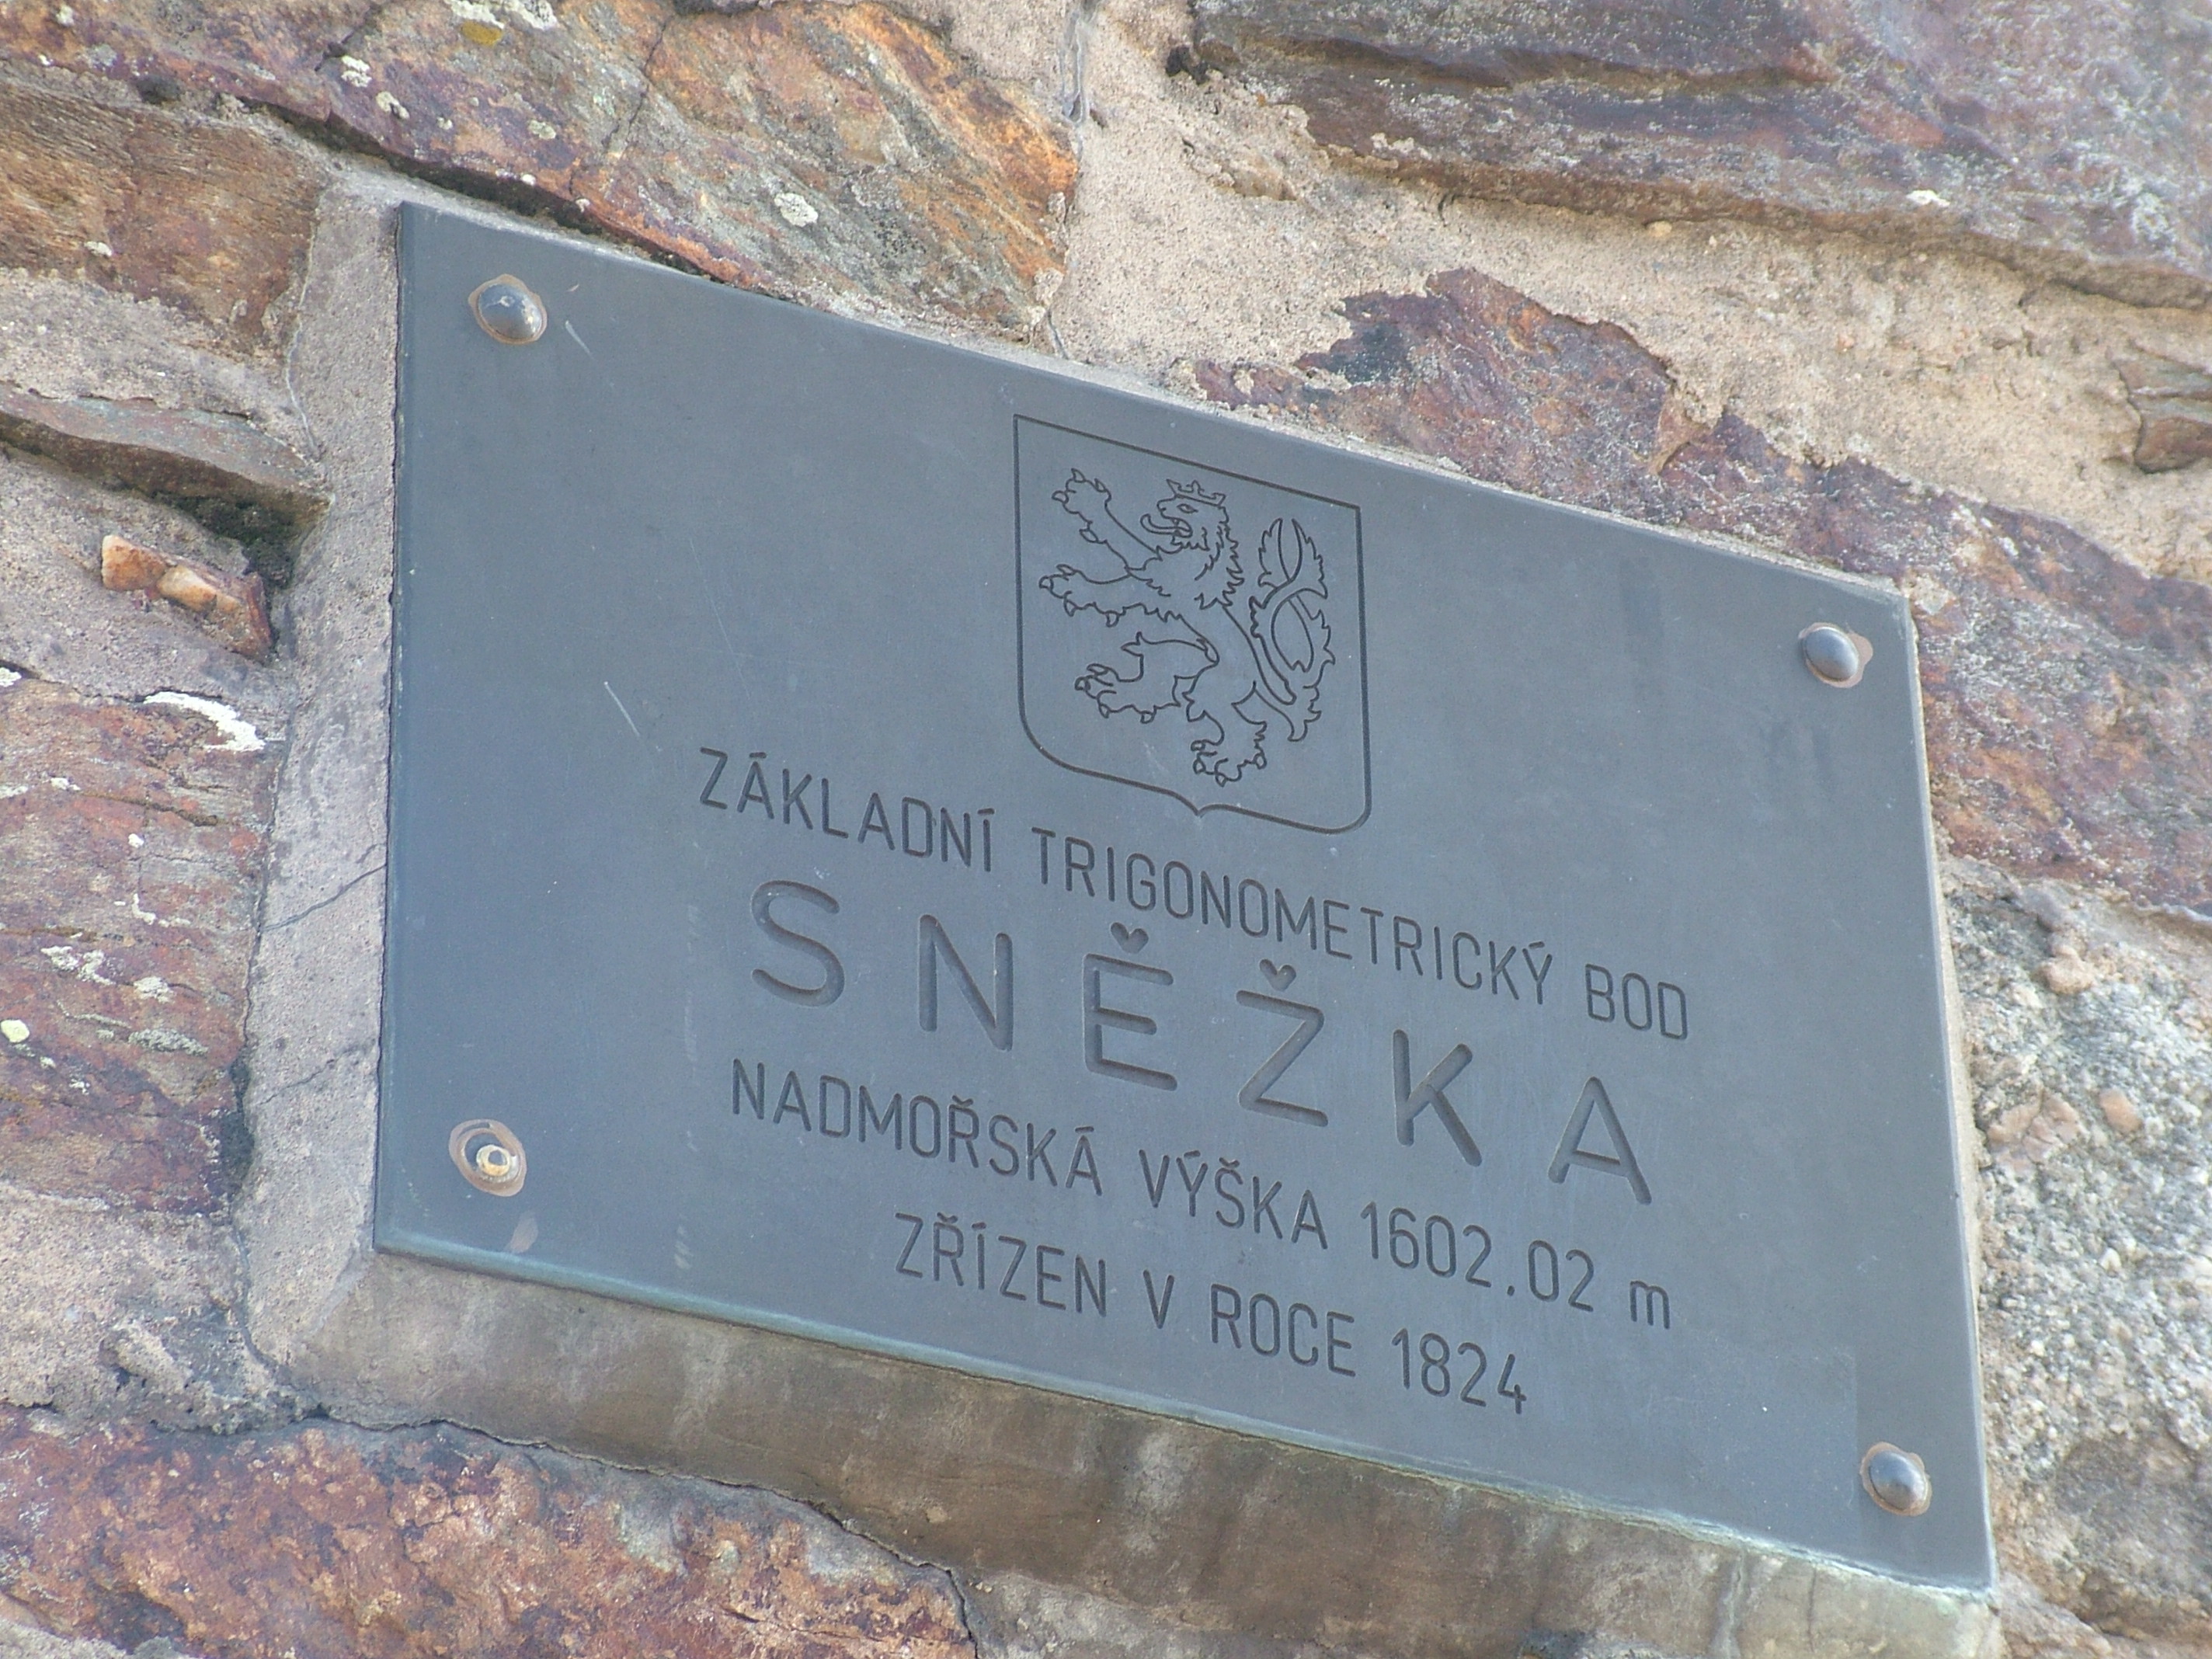 ZÁKLADNÍ TRIGONOMETRICKÝ BOD
SNĚŽKA
NADMOŘSKÁ VÝŠKA 1602.02 m
ZŘÍZEN V ROCE 1824